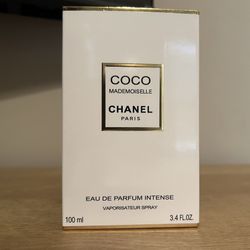 COCO
MADEMOISELLE
CHANEL
PARIS
EAU DE PARFUM INTENSE
VAPORISATEUR SPRAY
100 ml 3.4 FL.OZ.